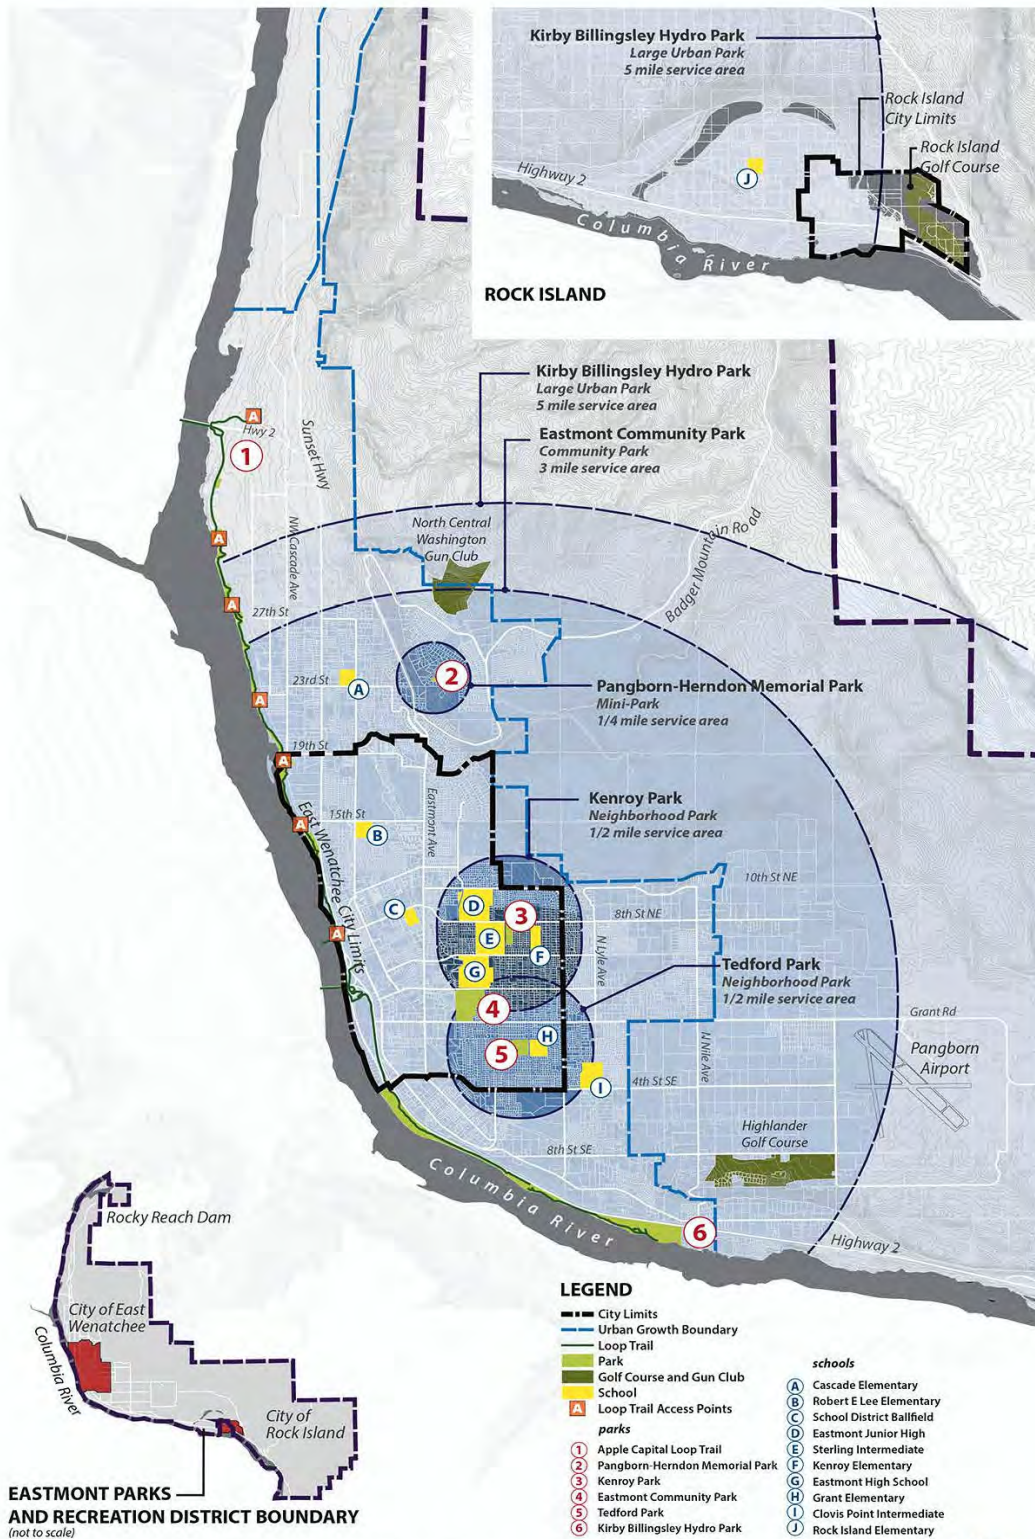 Kirby Billingsley Hydro Park
Large Urban Park
5 mile service area
Rock Island
City Limits
Rock Island
Golf Course
Highway 2
J
Columbia River
ROCK ISLAND
Kirby Billingsley Hydro Park
Large Urban Park
5 mile service area
Eastmont Community Park
Community Park
3 mile service area
A
Hwy 2
1
Sunset Hwy
North Central
Washington
Gun Club
NW Cascade Ave
Badger Mountain Road
A
A
27th St
23rd St
A
2
Pangborn-Herndon Memorial Park
Mini-Park
1/4 mile service area
A
19th St
A
Eastmont Ave
Kenroy Park
Neighborhood Park
1/2 mile service area
15th St
B
A
East Wenatchee City Limits
10th St NE
C
D
3
8th St NE
A
E
F
N Lyle Ave
G
Tedford Park
Neighborhood Park
1/2 mile service area
4
Grant Rd
H
5
N Nile Ave
Pangborn
Airport
I
4th St SE
Highlander
Golf Course
8th St SE
Columbia River
6
Highway 2
Rocky Reach Dam
City of East
Wenatchee
Columbia River
City of
Rock Island
EASTMONT PARKS
AND RECREATION DISTRICT BOUNDARY
(not to scale)
LEGEND
City Limits
Urban Growth Boundary
Loop Trail
Park
Golf Course and Gun Club
School
A Loop Trail Access Points
parks
1 Apple Capital Loop Trail
2 Pangborn-Herndon Memorial Park
3 Kenroy Park
4 Eastmont Community Park
5 Tedford Park
6 Kirby Billingsley Hydro Park
schools
A Cascade Elementary
B Robert E Lee Elementary
C School District Ballfield
D Eastmont Junior High
E Sterling Intermediate
F Kenroy Elementary
G Eastmont High School
H Grant Elementary
I Clovis Point Intermediate
J Rock Island Elementary